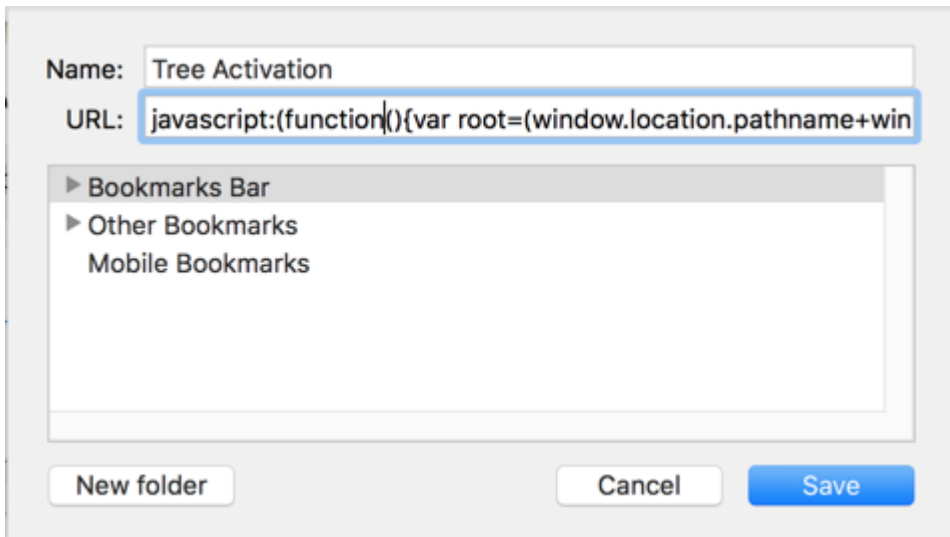 Name: Tree Activation
URL: javascript:(function(){var root=(window.location.pathname+win
Bookmarks Bar
Other Bookmarks
Mobile Bookmarks
New folder Cancel Save